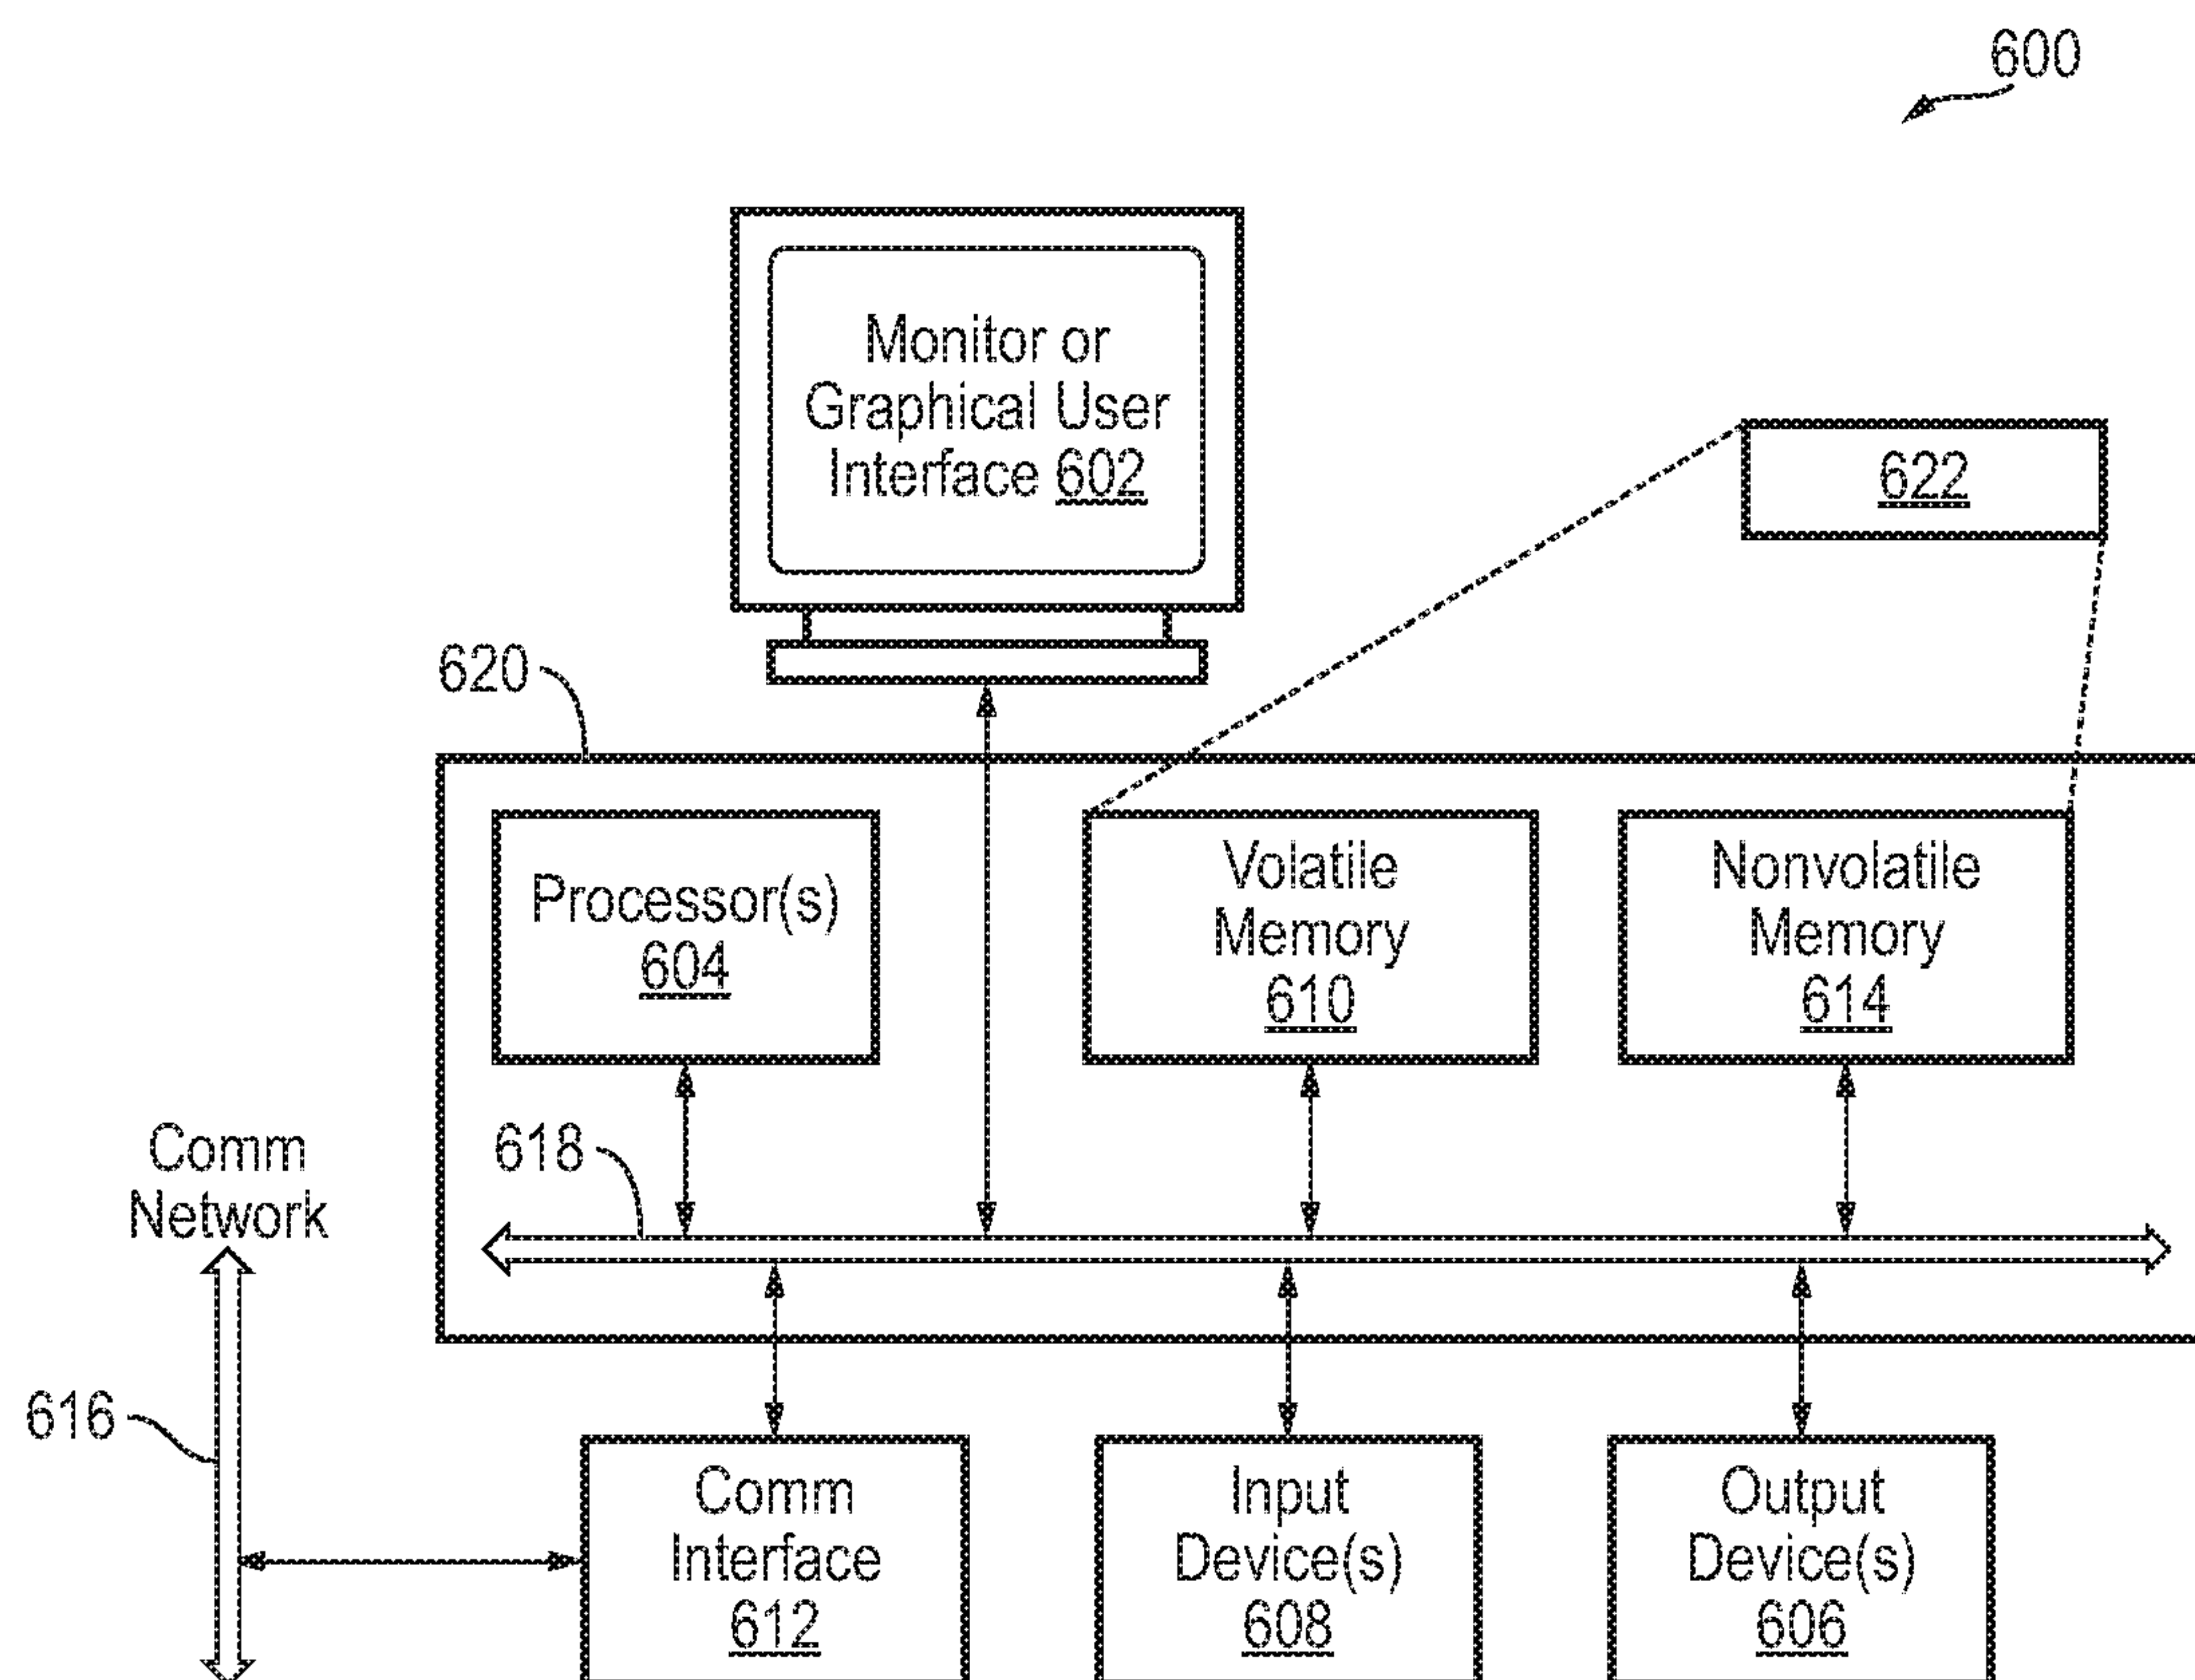 600
Monitor or
Graphical User
Interface 602
622
620
Processor(s)
604
Volatile
Memory
610
Nonvolatile
Memory
614
618
Comm
Network
616
Comm
Interface
612
Input
Device(s)
608
Output
Device(s)
606